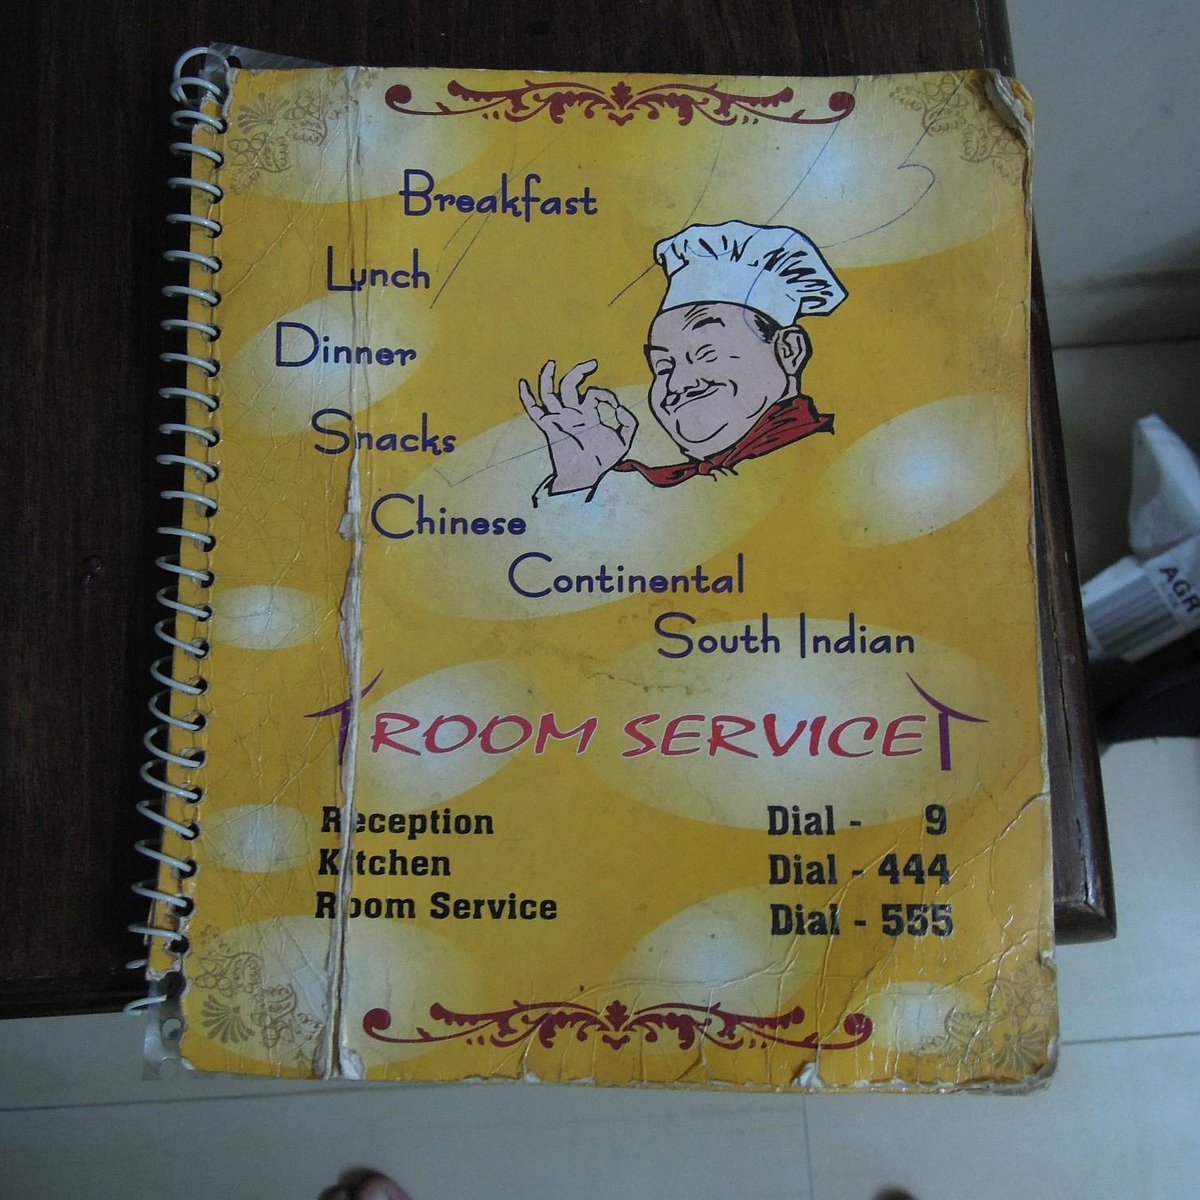 Breakfast
Lunch
Dinner
Snacks
Chinese
Continental
South Indian
ROOM SERVICE
Reception Dial - 9
Kitchen Dial - 444
Room Service Dial - 555
AGR